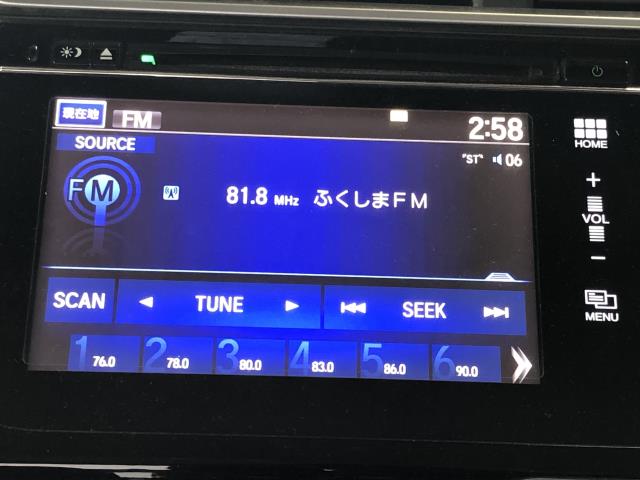 現在地 FM 2:58
SOURCE
"ST" 06
FM
81.8 MHz ふくしまFM
SCAN TUNE SEEK
1 76.0 2 78.0 3 80.0 4 83.0 5 86.0 6 90.0
HOME
+
VOL
−
MENU